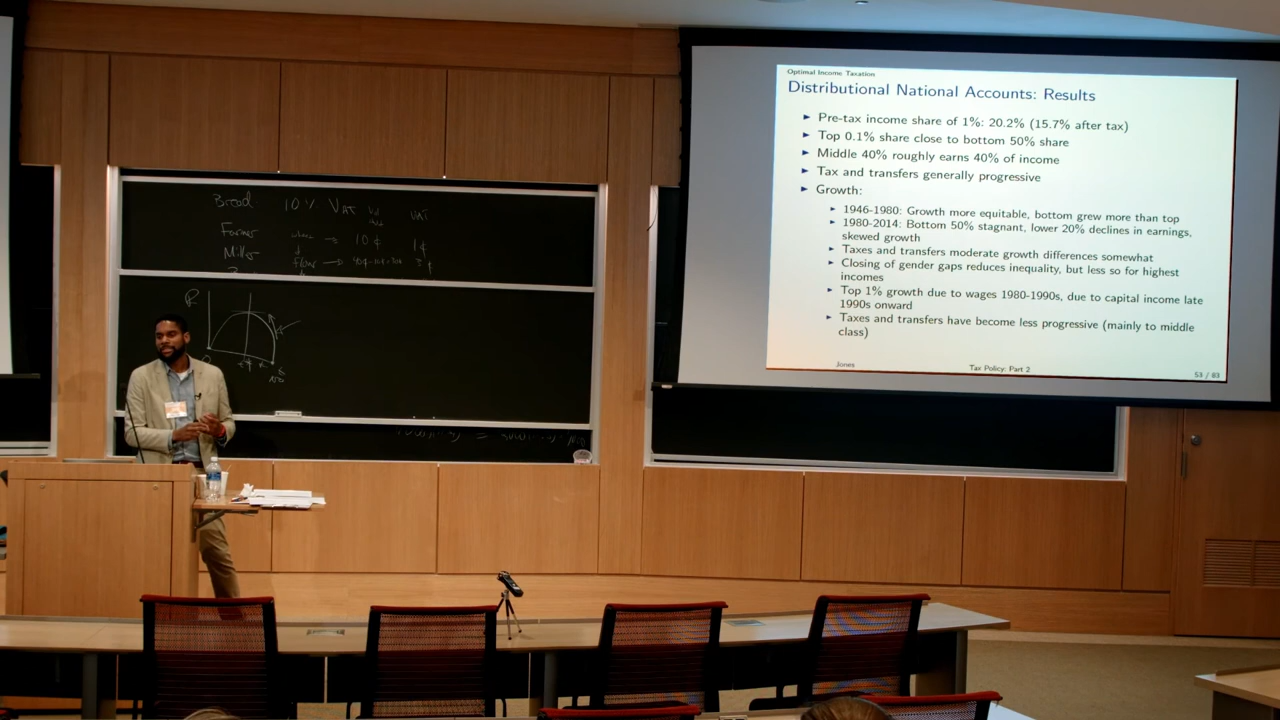 Bread: 10% VAT VAT
Farmer 10¢ 1¢
Miller flour
R
Optimal Income Taxation
Distributional National Accounts: Results
Pre-tax income share of 1%: 20.2% (15.7% after tax)
Top 0.1% share close to bottom 50% share
Middle 40% roughly earns 40% of income
Tax and transfers generally progressive
Growth:
1946-1980: Growth more equitable, bottom grew more than top
1980-2014: Bottom 50% stagnant, lower 20% declines in earnings,
skewed growth
Taxes and transfers moderate growth differences somewhat
Closing of gender gaps reduces inequality, but less so for highest
incomes
Top 1% growth due to wages 1980-1990s, due to capital income late
1990s onward
Taxes and transfers have become less progressive (mainly to middle
class)
Jones
Tax Policy: Part 2
53 / 83